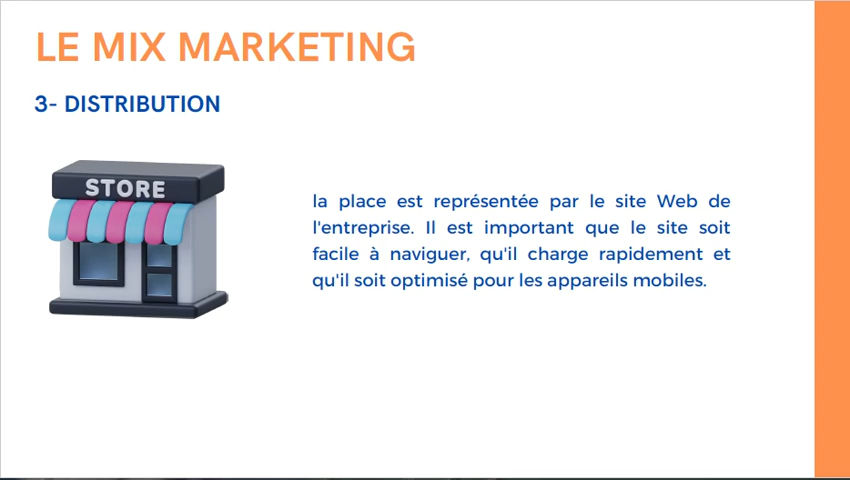 LE MIX MARKETING
3- DISTRIBUTION
STORE
la place est représentée par le site Web de
l'entreprise. Il est important que le site soit
facile à naviguer, qu'il charge rapidement et
qu'il soit optimisé pour les appareils mobiles.